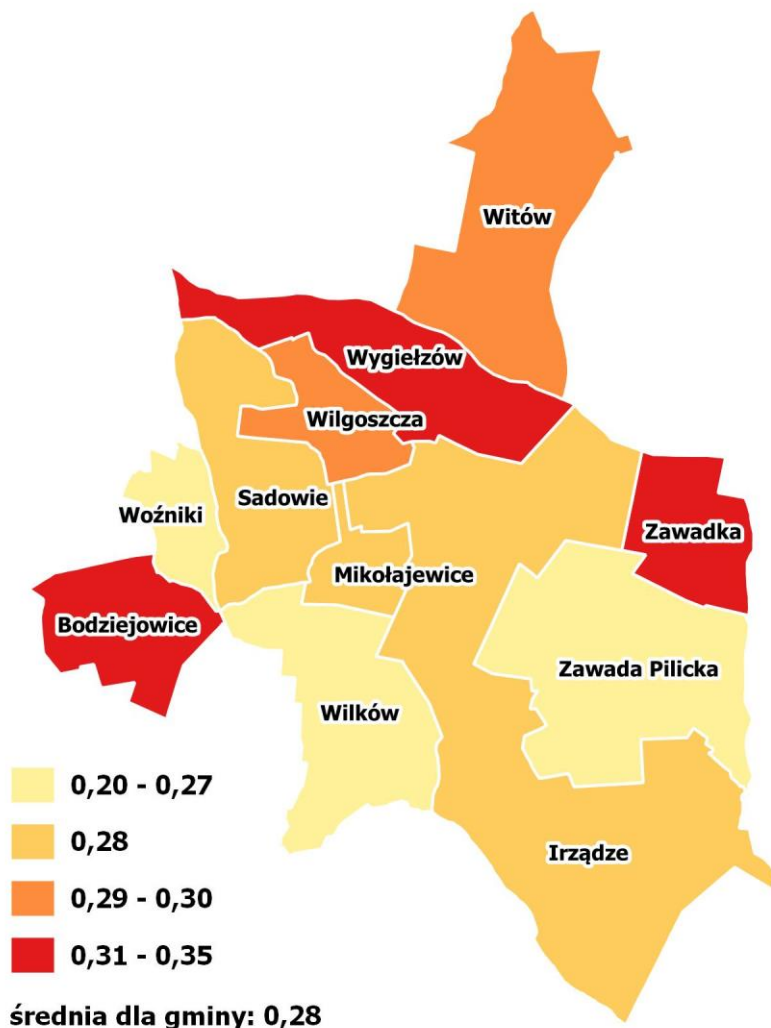 Witów
Wygiełzów
Wilgoszcza
Sadowie
Woźniki
Zawadka
Mikołajewice
Bodziejowice
Zawada Pilicka
Wilków
Irządze
0,20 - 0,27
0,28
0,29 - 0,30
0,31 - 0,35
średnia dla gminy: 0,28